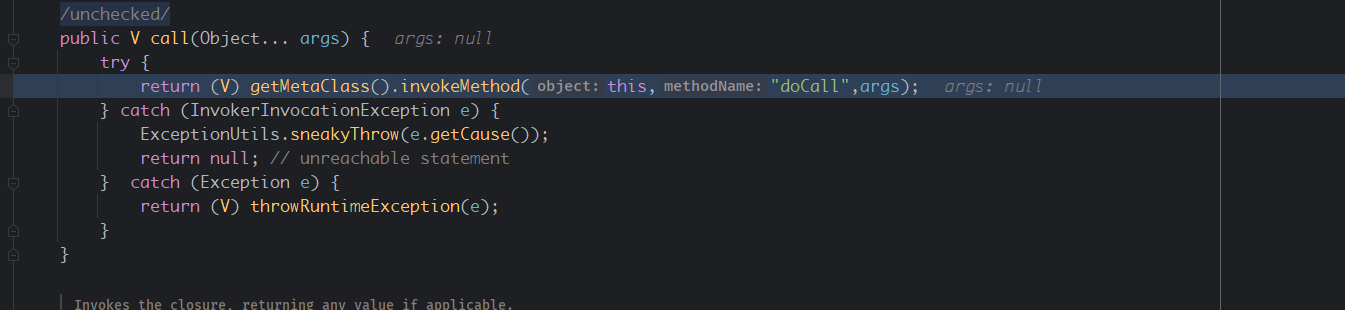 /unchecked/
public V call(Object... args) {  args: null
    try {
        return (V) getMetaClass().invokeMethod( object: this, methodName: "doCall",args);  args: null
    } catch (InvokerInvocationException e) {
        ExceptionUtils.sneakyThrow(e.getCause());
        return null; // unreachable statement
    }  catch (Exception e) {
        return (V) throwRuntimeException(e);
    }
}
Invokes the closure, returning any value if applicable.